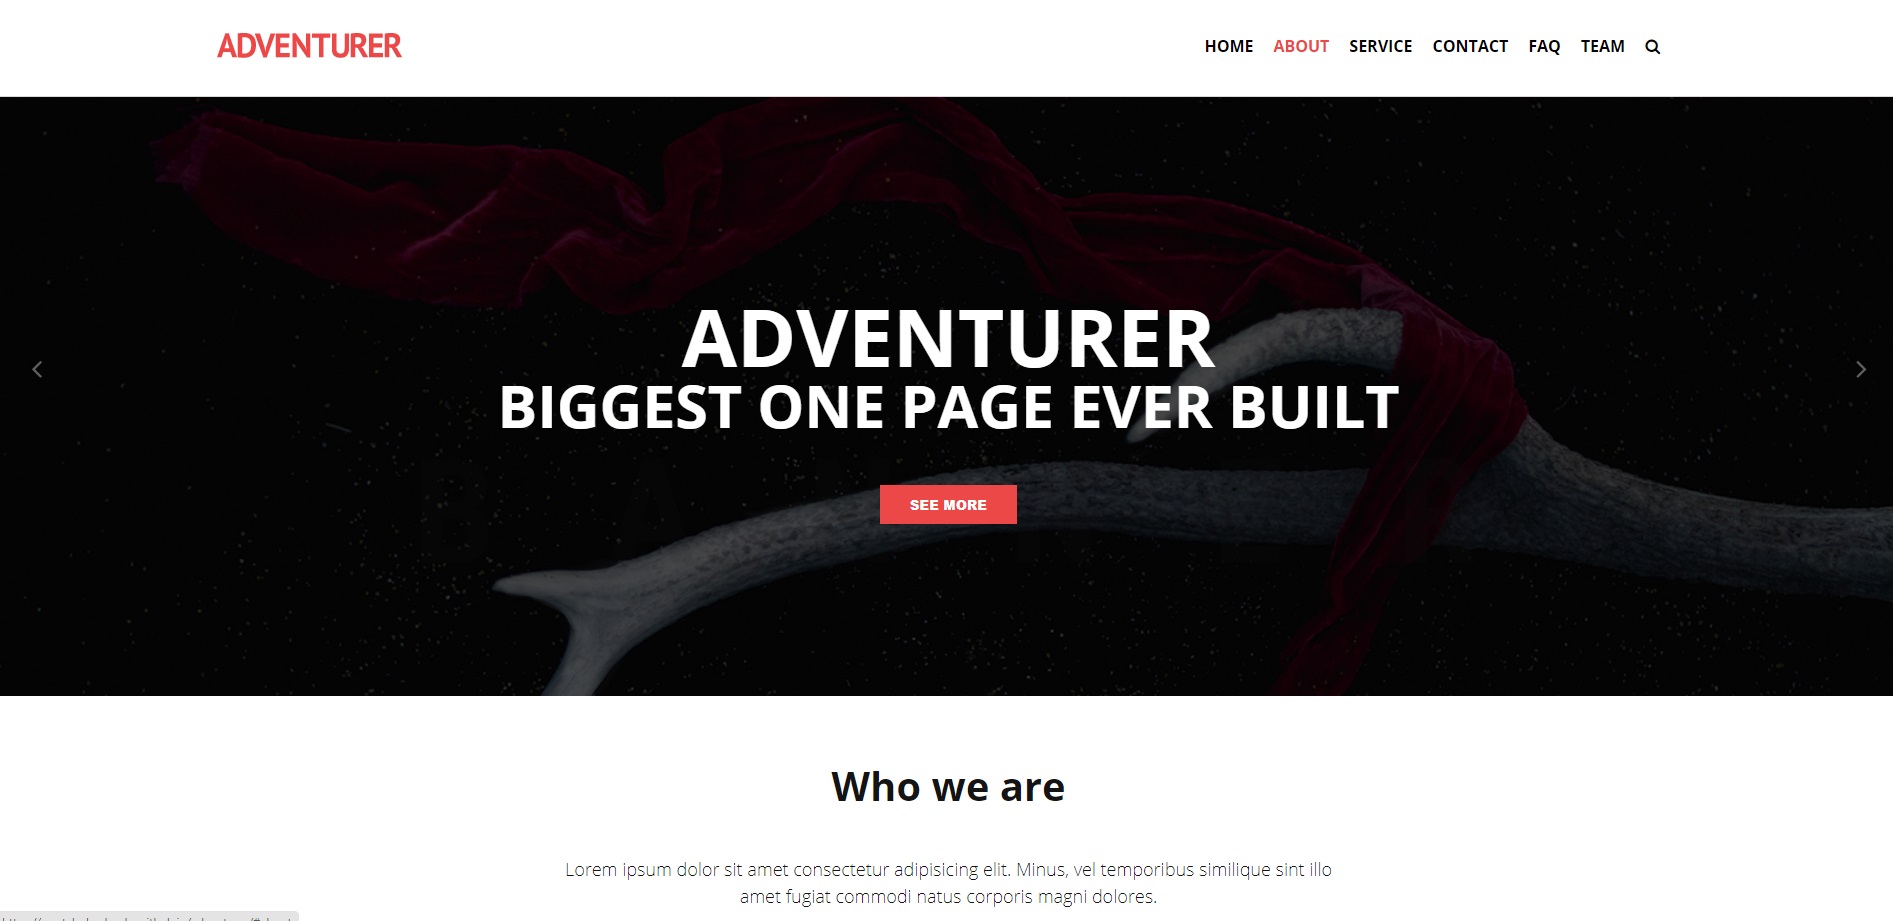 ADVENTURER
HOME ABOUT SERVICE CONTACT FAQ TEAM
ADVENTURER
BIGGEST ONE PAGE EVER BUILT
SEE MORE
Who we are
Lorem ipsum dolor sit amet consectetur adipisicing elit. Minus, vel temporibus similique sint illo
amet fugiat commodi natus corporis magni dolores.